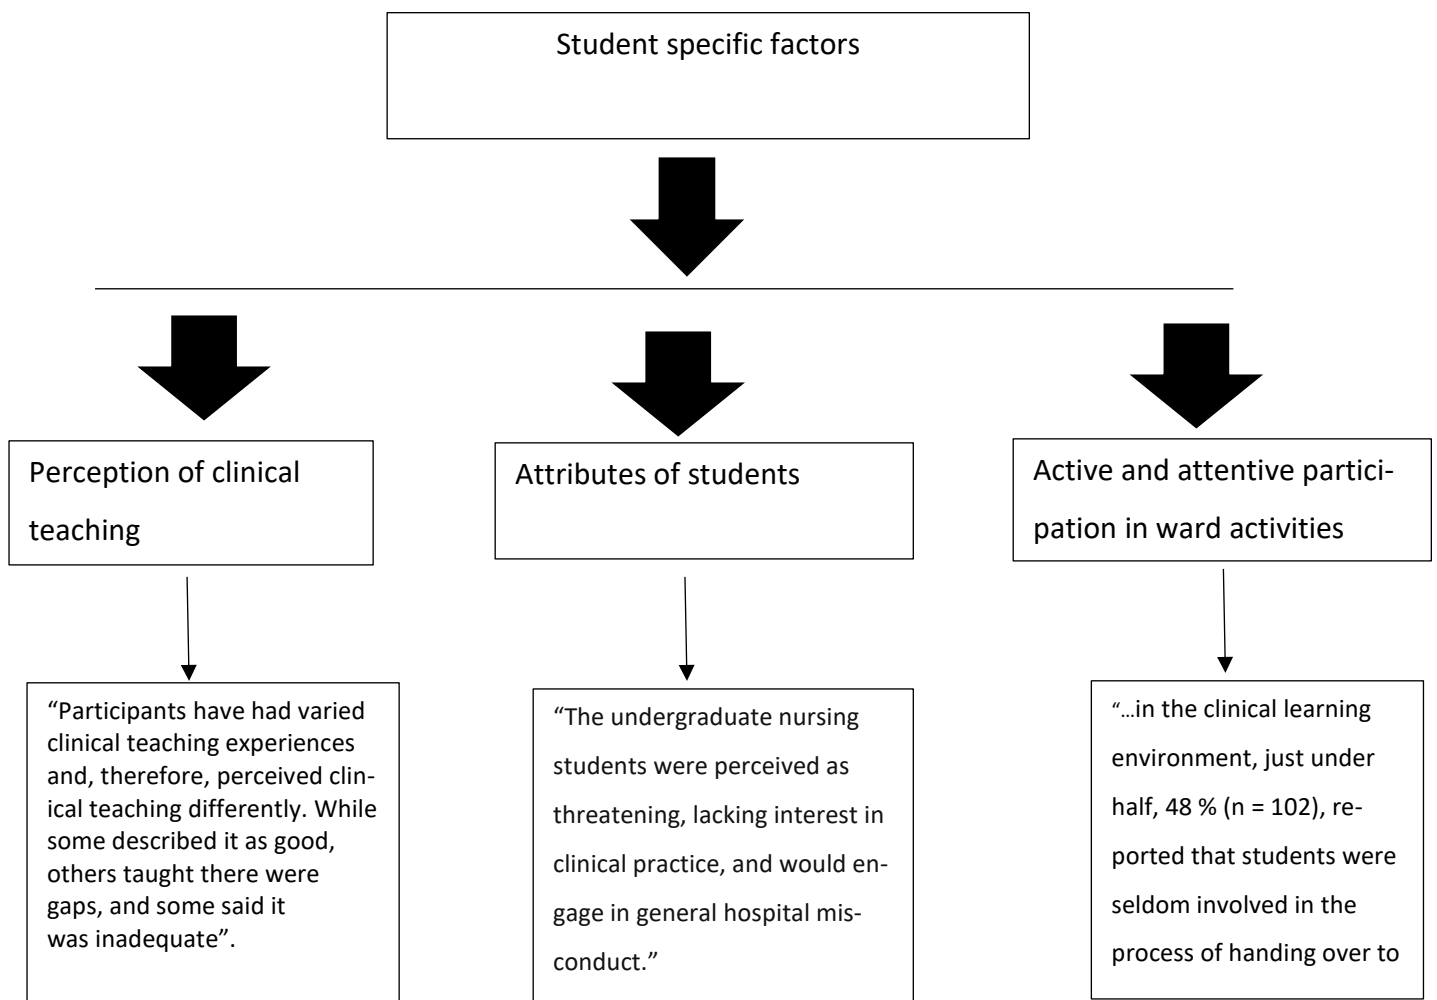 Student specific factors
Perception of clinical
teaching
Attributes of students
Active and attentive partici-
pation in ward activities
“Participants have had varied
clinical teaching experiences
and, therefore, perceived clin-
ical teaching differently. While
some described it as good,
others taught there were
gaps, and some said it
was inadequate”.
“The undergraduate nursing
students were perceived as
threatening, lacking interest in
clinical practice, and would en-
gage in general hospital mis-
conduct.”
“…in the clinical learning
environment, just under
half, 48 % (n = 102), re-
ported that students were
seldom involved in the
process of handing over to